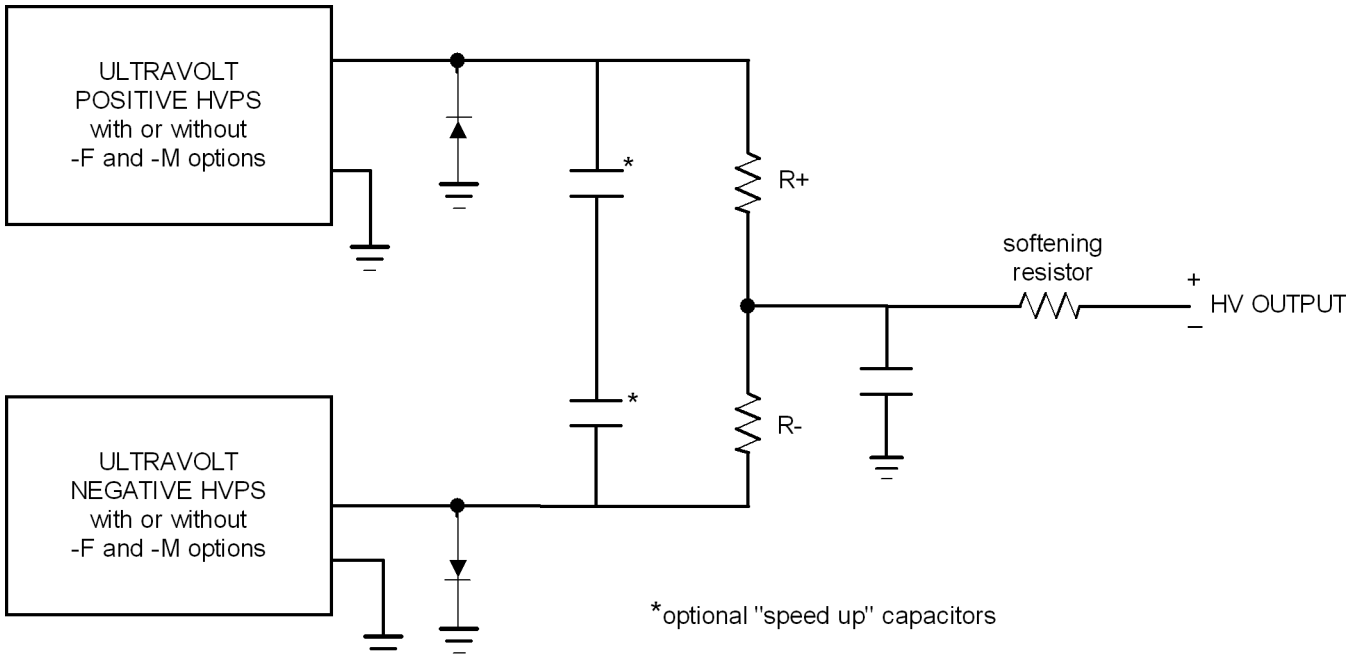 ULTRAVOLT
POSITIVE HVPS
with or without
-F and -M options
*
R+
softening
resistor
+
HV OUTPUT
–
*
R-
ULTRAVOLT
NEGATIVE HVPS
with or without
-F and -M options
*optional "speed up" capacitors